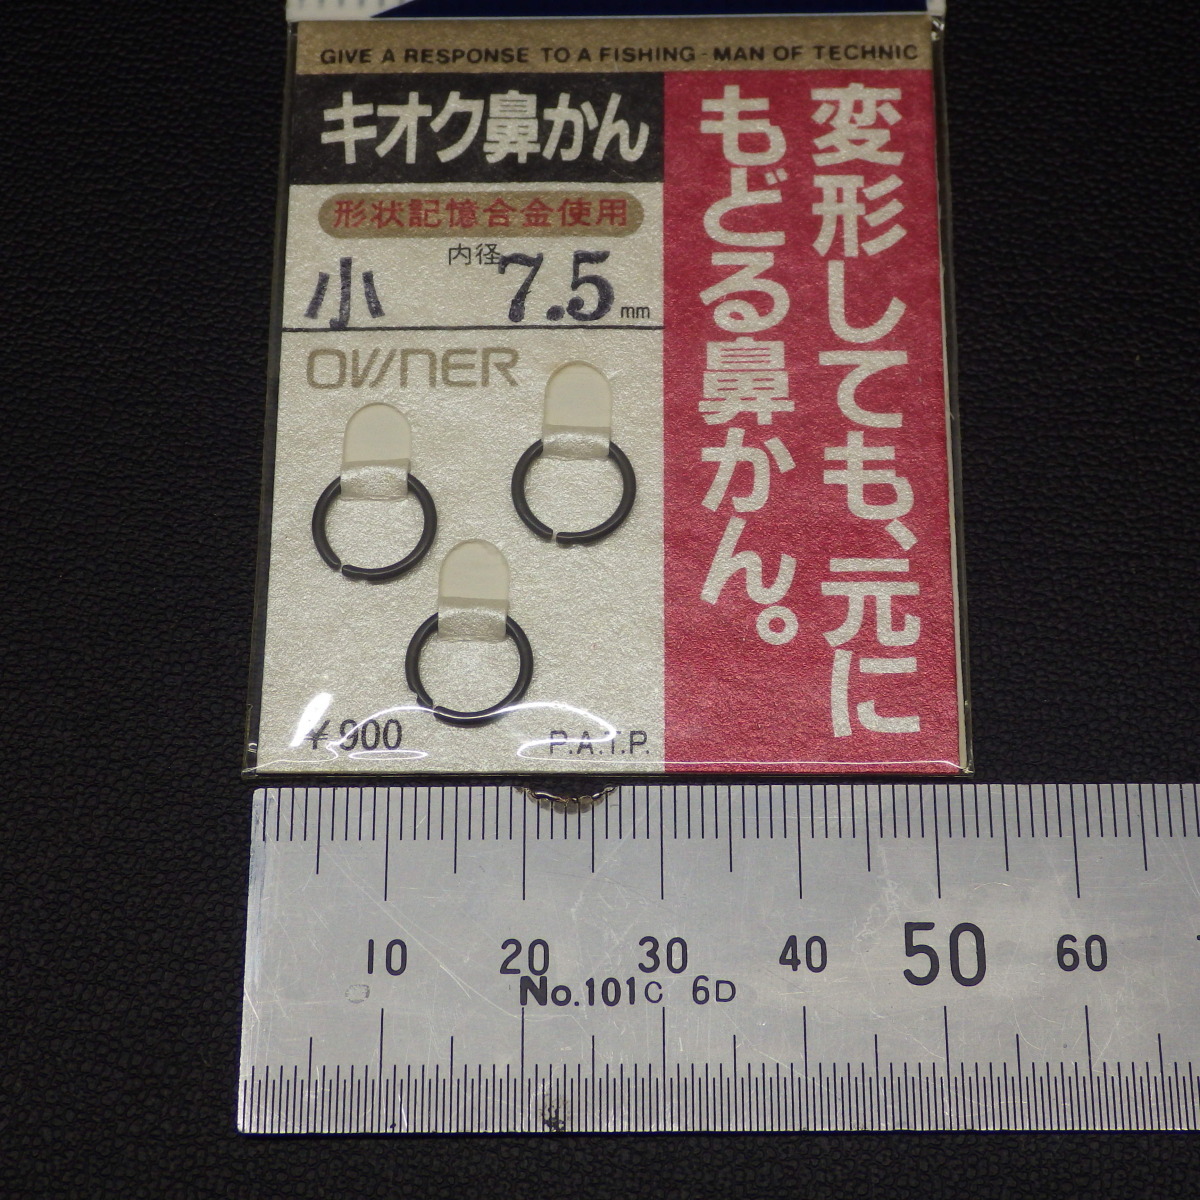 GIVE A RESPONSE TO A FISHING-MAN OF TECHNIC
キオク鼻かん
形状記憶合金使用
小 内径7.5mm
OWNER
¥900
P.A.T.P.
変形しても、元に
もどる鼻かん。
10 20 30 40 50 60
No.101C 6D